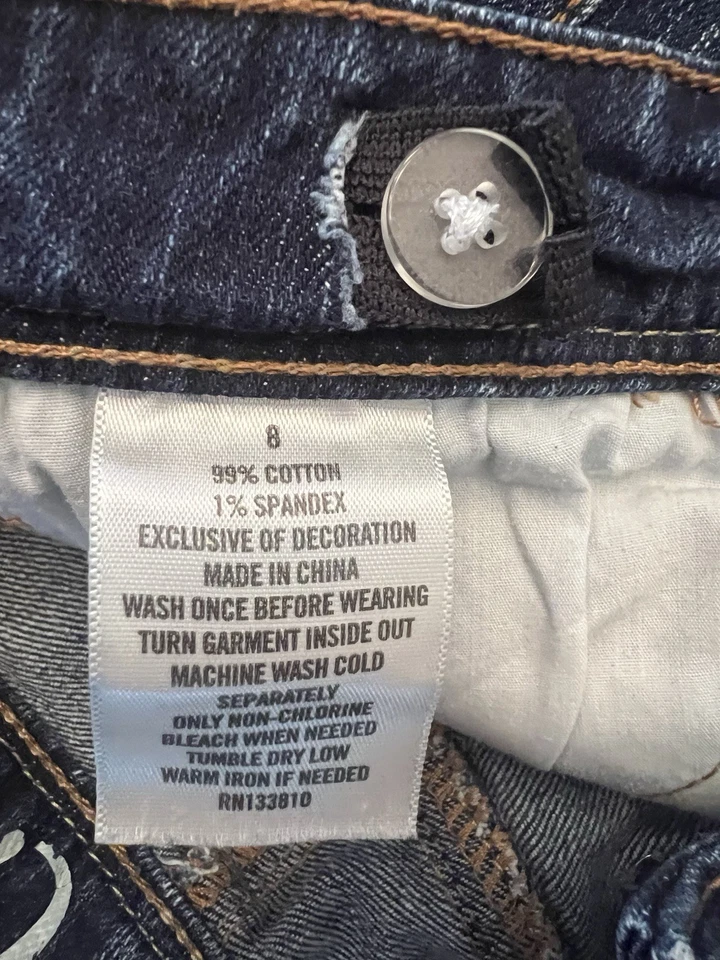 8
99% COTTON
1% SPANDEX
EXCLUSIVE OF DECORATION
MADE IN CHINA
WASH ONCE BEFORE WEARING
TURN GARMENT INSIDE OUT
MACHINE WASH COLD
SEPARATELY
ONLY NON-CHLORINE
BLEACH WHEN NEEDED
TUMBLE DRY LOW
WARM IRON IF NEEDED
RN133810